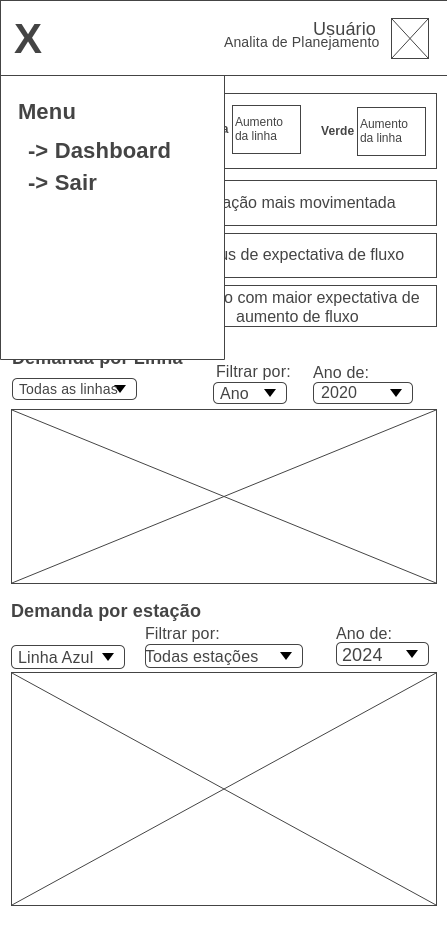 X
Usuário
Analita de Planejamento
Menu
-> Dashboard
-> Sair
a
Aumento
da linha
Verde
Aumento
da linha
ação mais movimentada
us de expectativa de fluxo
o com maior expectativa de
aumento de fluxo
Demanda por Linha
Filtrar por:
Ano de:
Todas as linhas
Ano
2020
Demanda por estação
Filtrar por:
Ano de:
Linha Azul
Todas estações
2024